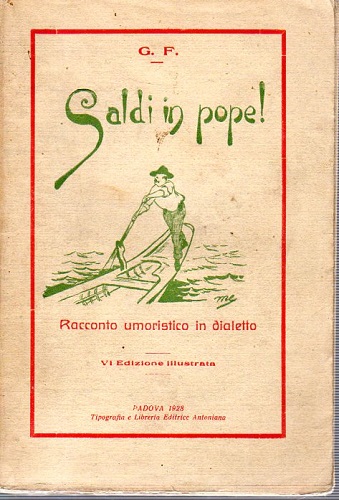 G. F.
Saldi in pope!
Racconto umoristico in dialetto
VI Edizione illustrata
PADOVA 1928
Tipografia e Libreria Editrice Antoniana